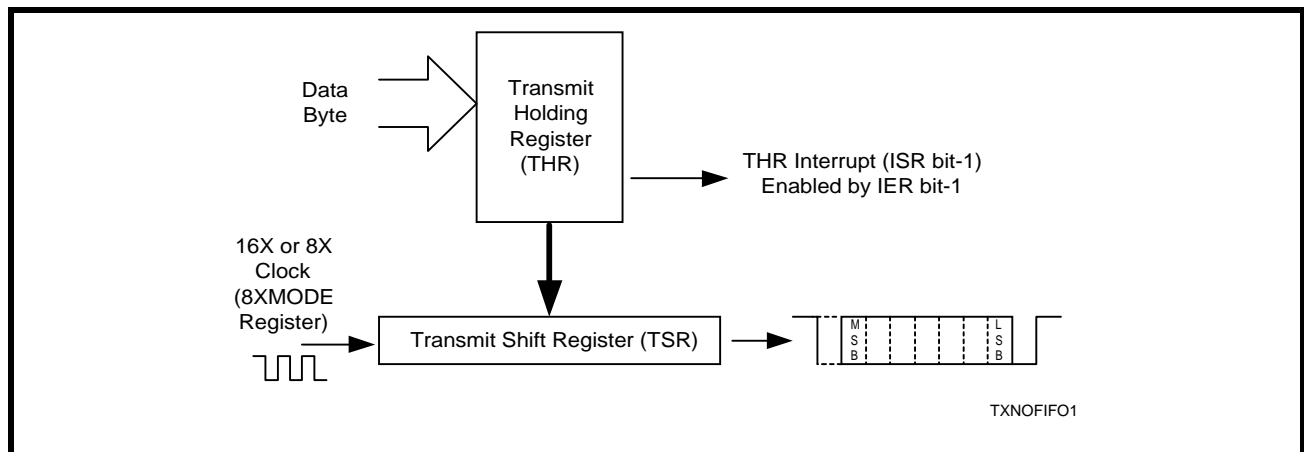 Data
Byte
Transmit
Holding
Register
(THR)
THR Interrupt (ISR bit-1)
Enabled by IER bit-1
16X or 8X
Clock
(8XMODE
Register)
Transmit Shift Register (TSR)
M
S
B
L
S
B
TXNOFIFO1